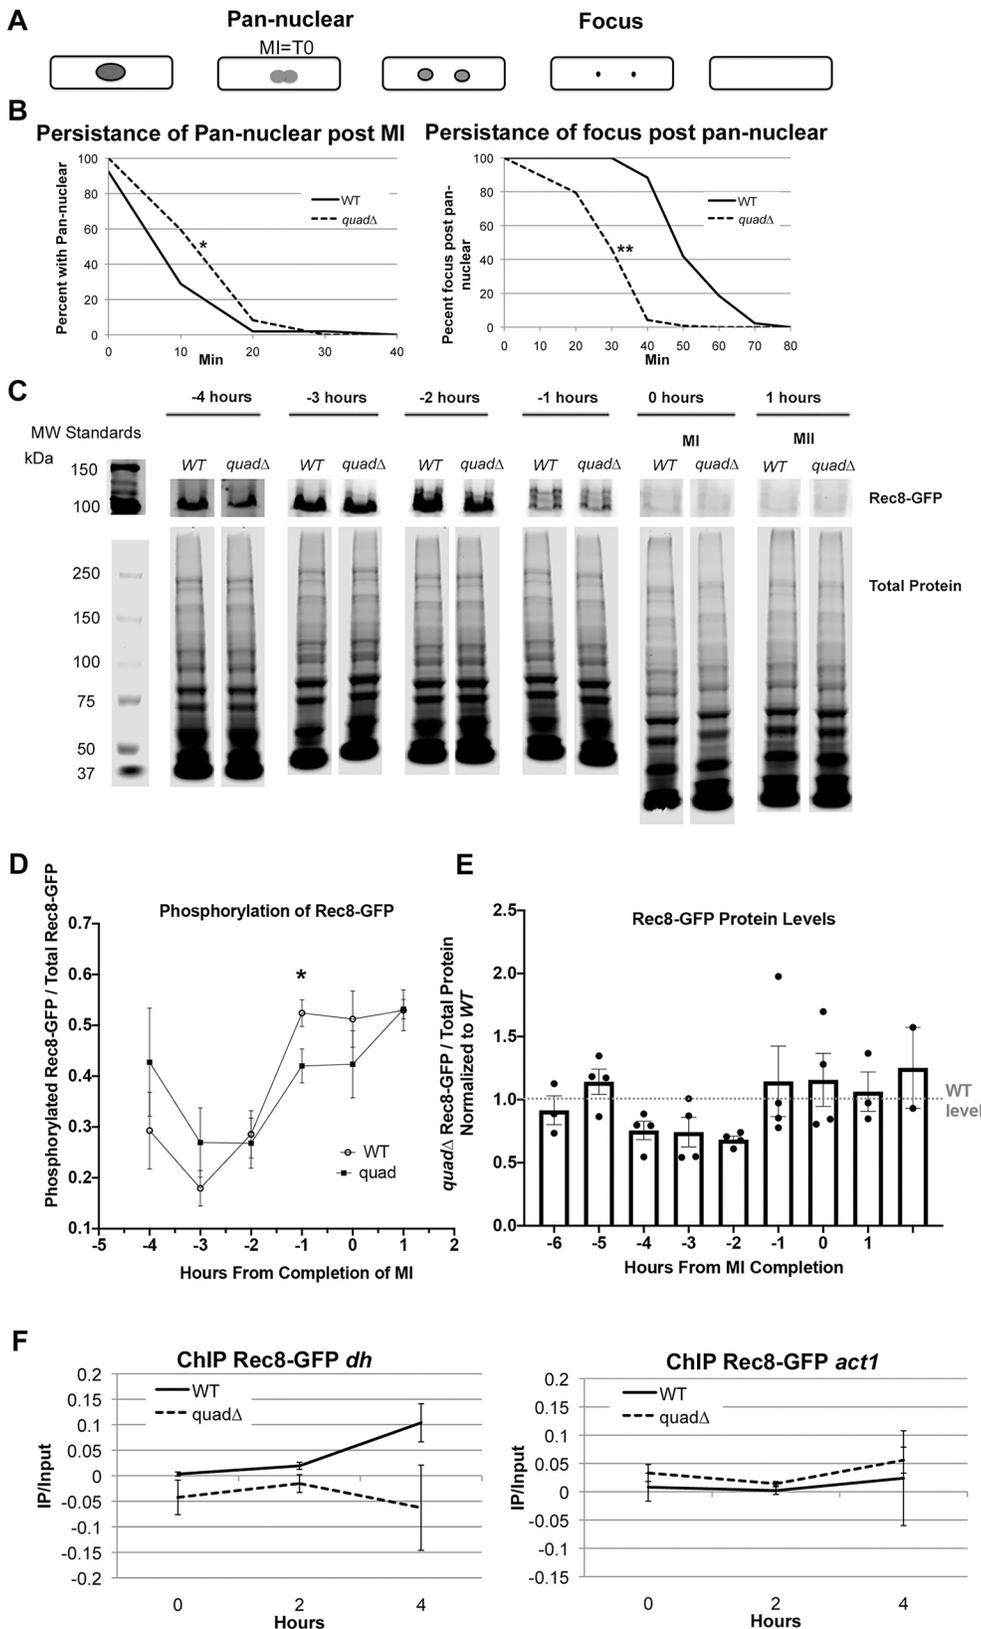 A
Pan-nuclear
Focus
MI=T0
B
Persistance of Pan-nuclear post MI
Persistance of focus post pan-nuclear
Percent with Pan-nuclear
100
80
60
40
20
0
WT
quadΔ
*
0 10 20 30 40
Min
Pecent focus post pan-
nuclear
100
80
60
40
20
0
WT
quadΔ
**
0 10 20 30 40 50 60 70 80
Min
C
-4 hours -3 hours -2 hours -1 hours 0 hours 1 hours
MI MII
MW Standards
kDa
WT quadΔ WT quadΔ WT quadΔ WT quadΔ WT quadΔ WT quadΔ
150
100
Rec8-GFP
250
150
100
75
50
37
Total Protein
D
Phosphorylation of Rec8-GFP
Phosphorylated Rec8-GFP / Total Rec8-GFP
0.7
0.6
0.5
0.4
0.3
0.2
0.1
*
WT
quad
-5 -4 -3 -2 -1 0 1 2
Hours From Completion of MI
E
Rec8-GFP Protein Levels
quadΔ Rec8-GFP / Total Protein
Normalized to WT
2.5
2.0
1.5
1.0
0.5
0.0
WT
level
-6 -5 -4 -3 -2 -1 0 1
Hours From MI Completion
F
ChIP Rec8-GFP dh
IP/Input
0.2
0.15
0.1
0.05
0
-0.05
-0.1
-0.15
-0.2
WT
quadΔ
0 2 4
Hours
ChIP Rec8-GFP act1
IP/Input
0.2
0.15
0.1
0.05
0
-0.05
-0.1
-0.15
WT
quadΔ
0 2 4
Hours